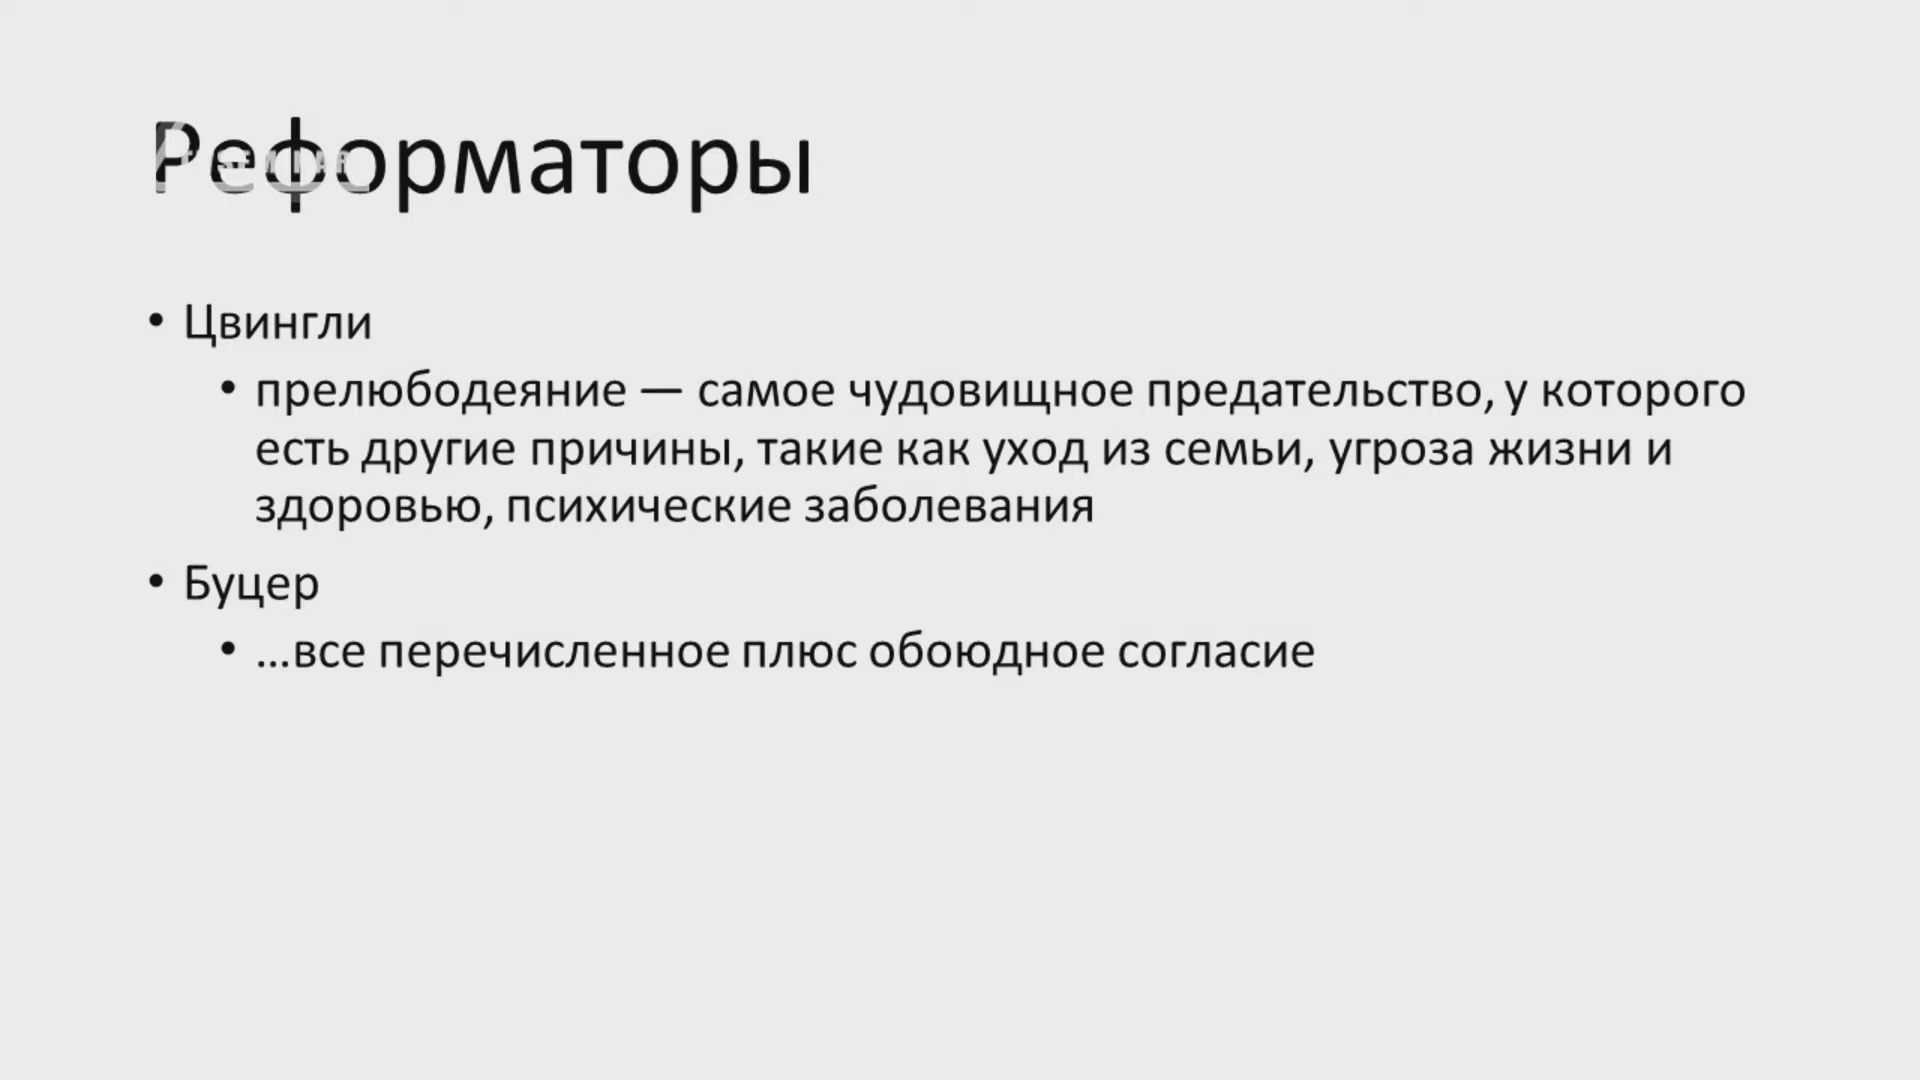 Реформаторы
• Цвингли
• прелюбодеяние — самое чудовищное предательство, у которого
есть другие причины, такие как уход из семьи, угроза жизни и
здоровью, психические заболевания
• Буцер
• ...все перечисленное плюс обоюдное согласие